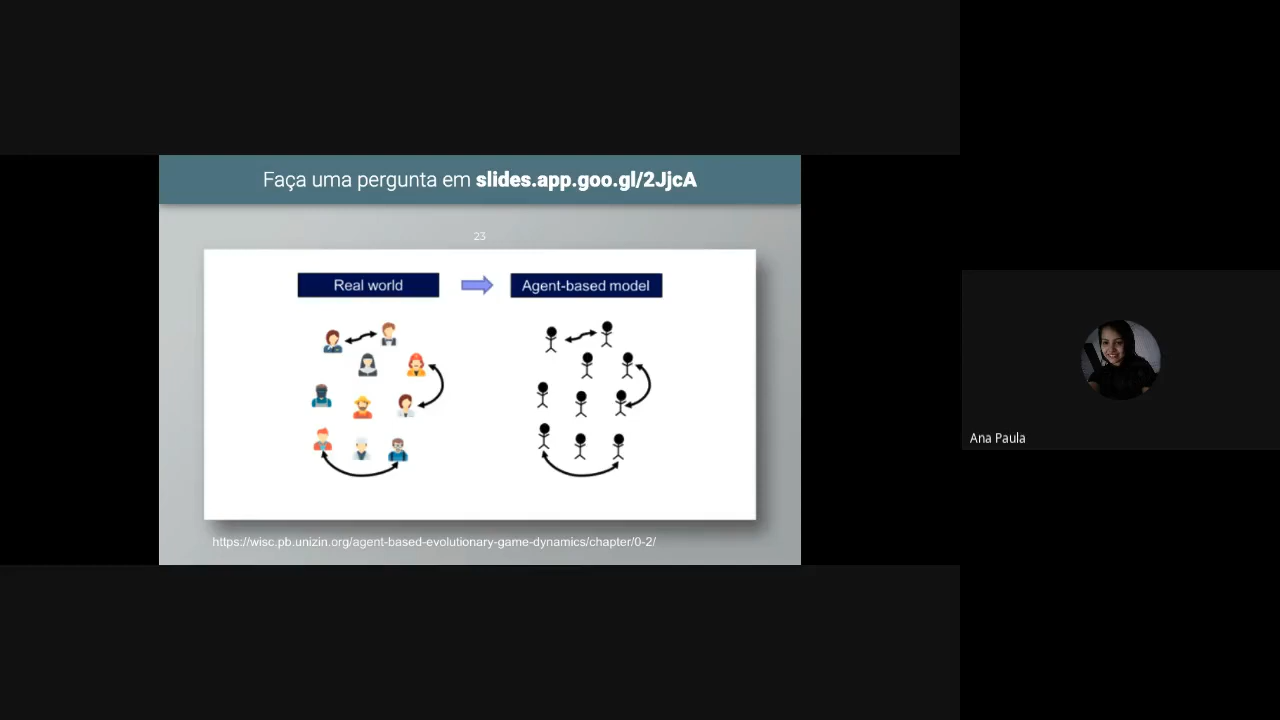 Faça uma pergunta em slides.app.goo.gl/2JjcA
23
Real world
Agent-based model
https://wisc.pb.unizin.org/agent-based-evolutionary-game-dynamics/chapter/0-2/
Ana Paula